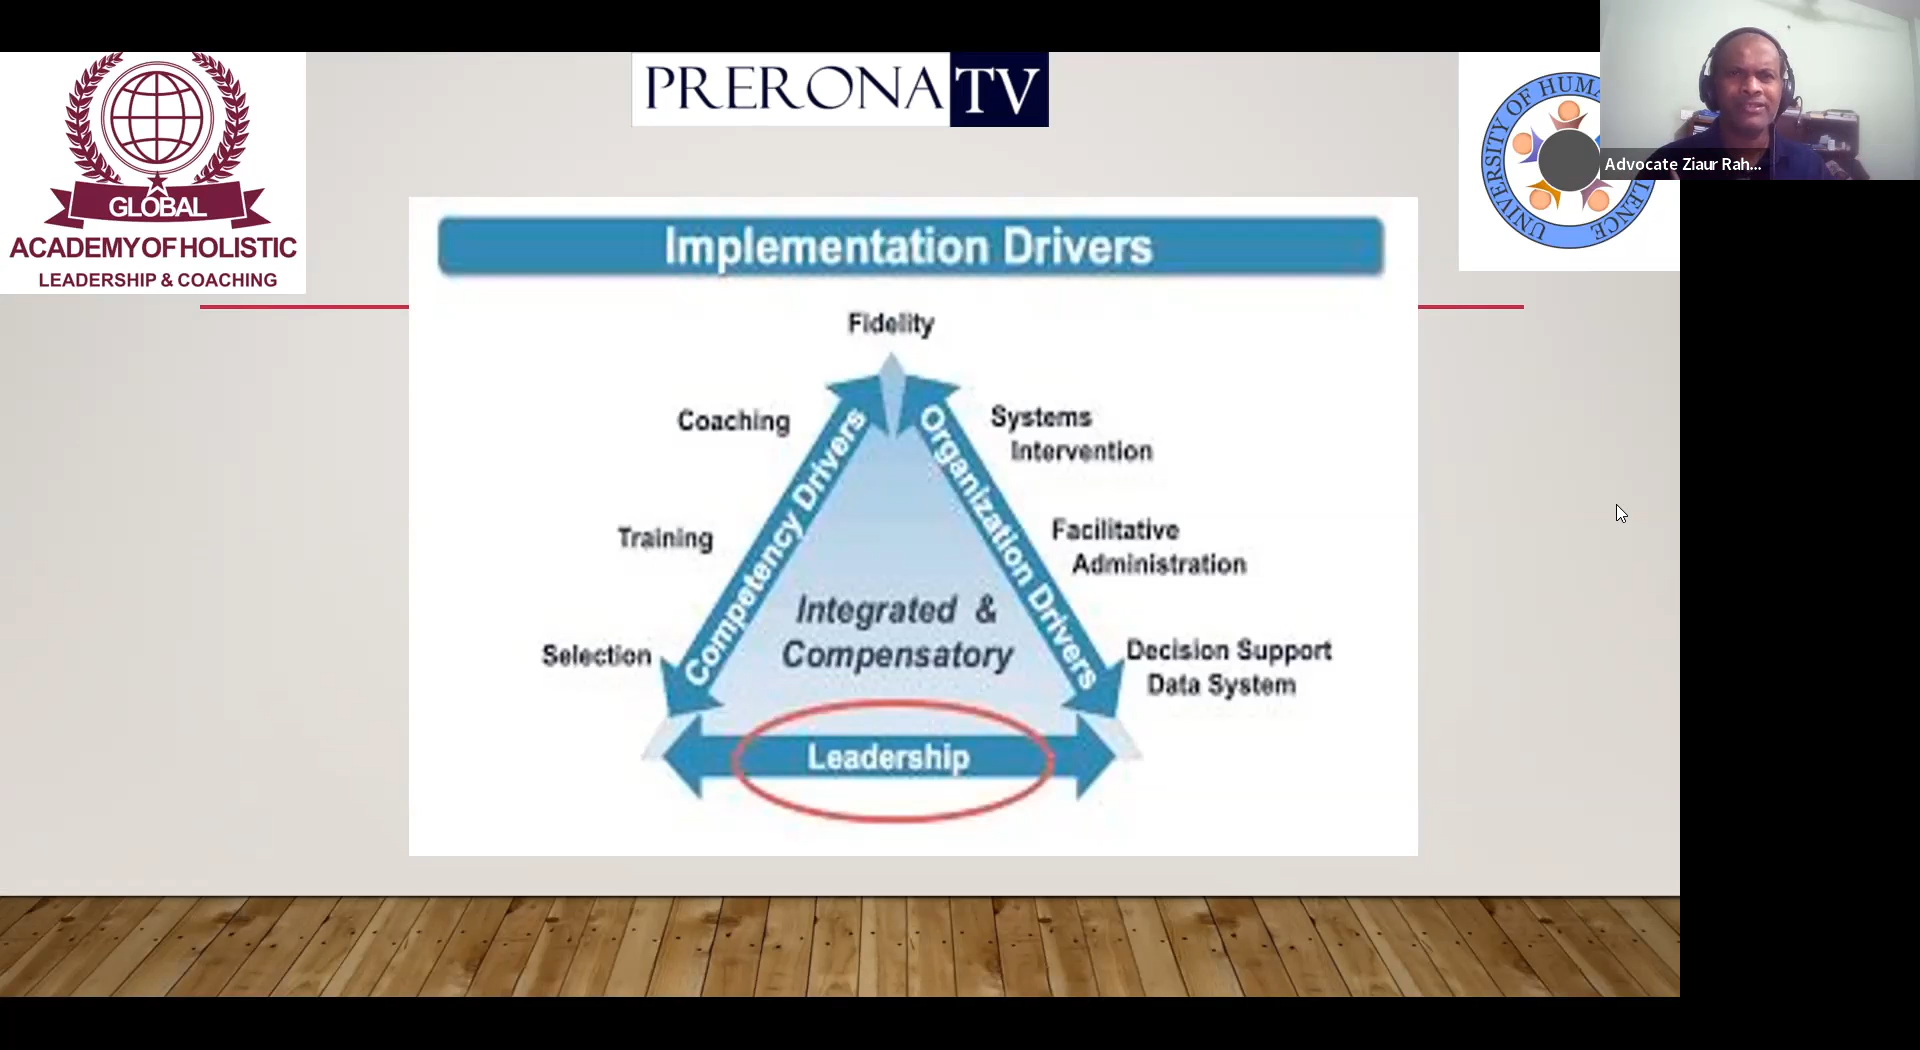 PRERONA TV
GLOBAL
ACADEMY OF HOLISTIC
LEADERSHIP & COACHING
UNIVERSITY OF HUMA
LENCE
Advocate Ziaur Rah...
Implementation Drivers
Fidelity
Coaching
Training
Selection
Competency Drivers
Organization Drivers
Systems
Intervention
Facilitative
Administration
Decision Support
Data System
Integrated &
Compensatory
Leadership